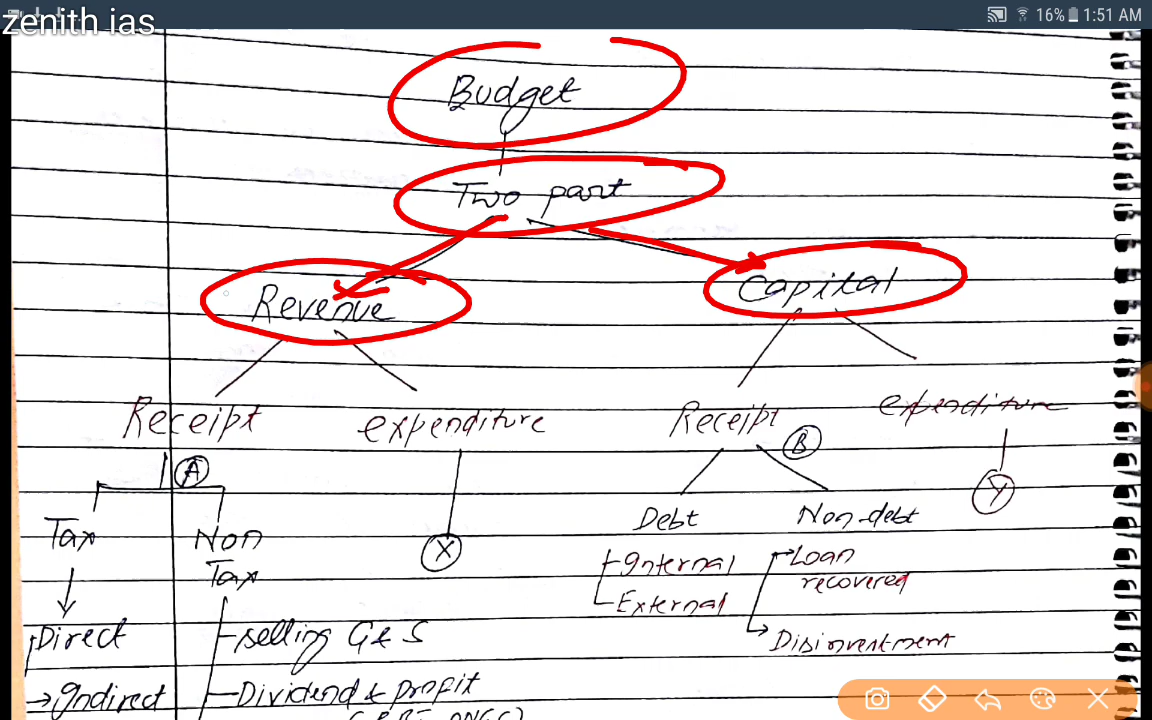 zenith ias
16% 1:51 AM
Budget
Two part
Revenue
Capital
Receipt
expenditure
Receipt
expenditure
A
B
X
Y
Tax
Non
Tax
Debt
Non-debt
Internal
External
Loan
recovered
Disinvestment
Direct
Indirect
selling G & S
Dividend & profit